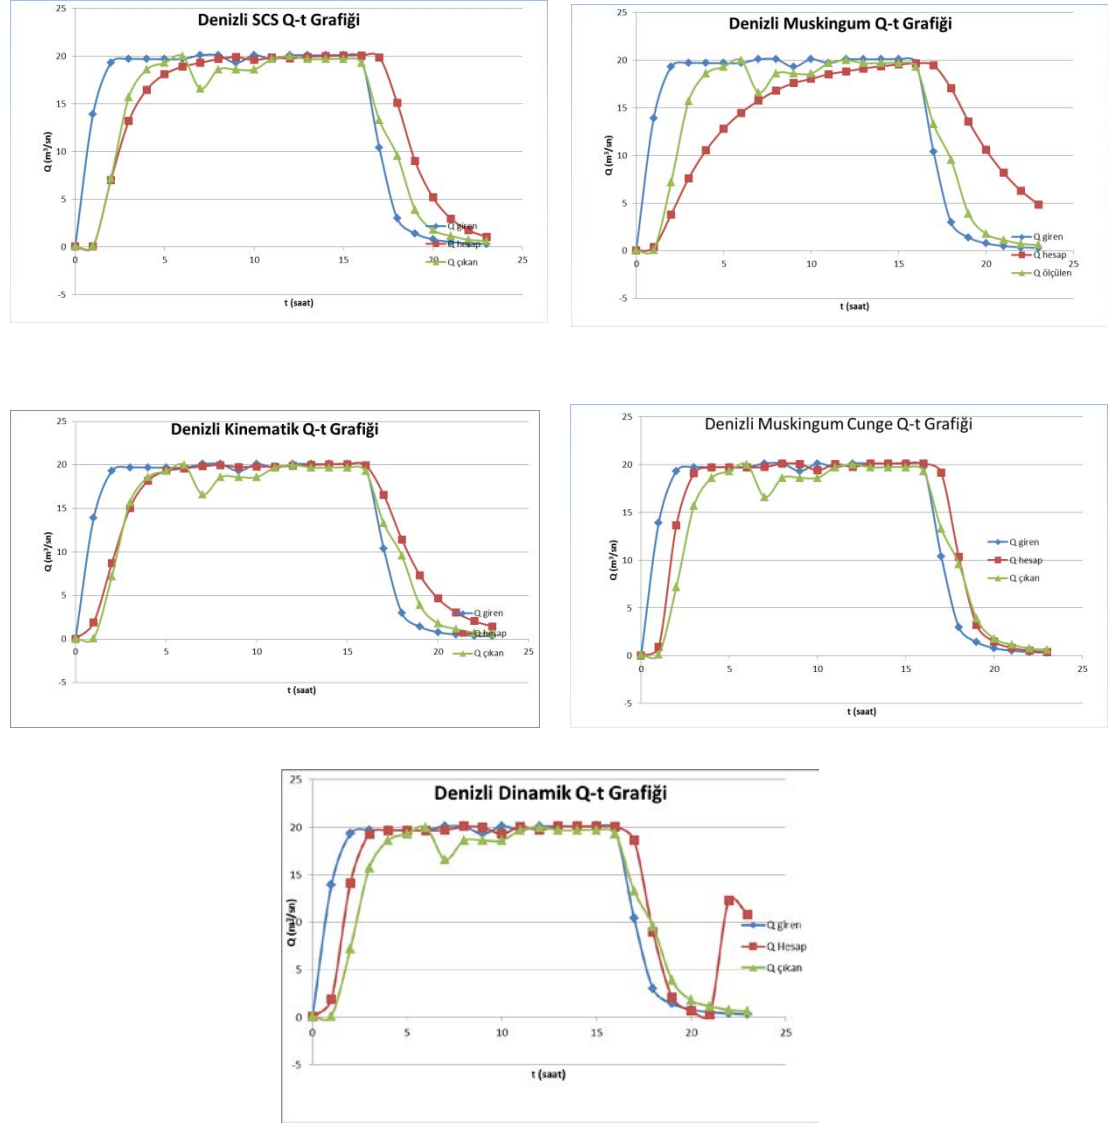 Denizli SCS Q-t Grafiği
25
20
15
10
5
0
-5
0
5
10
15
20
25
Q (m³/sn)
t (saat)
Q giren
Q hesap
Q çıkan
Denizli Muskingum Q-t Grafiği
25
20
15
10
5
0
-5
0
5
10
15
20
25
Q (m³/sn)
t (saat)
Q giren
Q hesap
Q ölçülen
Denizli Kinematik Q-t Grafiği
25
20
15
10
5
0
-5
0
5
10
15
20
25
Q (m³/sn)
t (saat)
Q giren
Q hesap
Q çıkan
Denizli Muskingum Cunge Q-t Grafiği
25
20
15
10
5
0
-5
0
5
10
15
20
25
Q (m³/sn)
t (saat)
Q giren
Q hesap
Q çıkan
Denizli Dinamik Q-t Grafiği
25
20
15
10
5
0
-5
0
5
10
15
20
25
Q (m³/sn)
t (saat)
Q giren
Q Hesap
Q çıkan